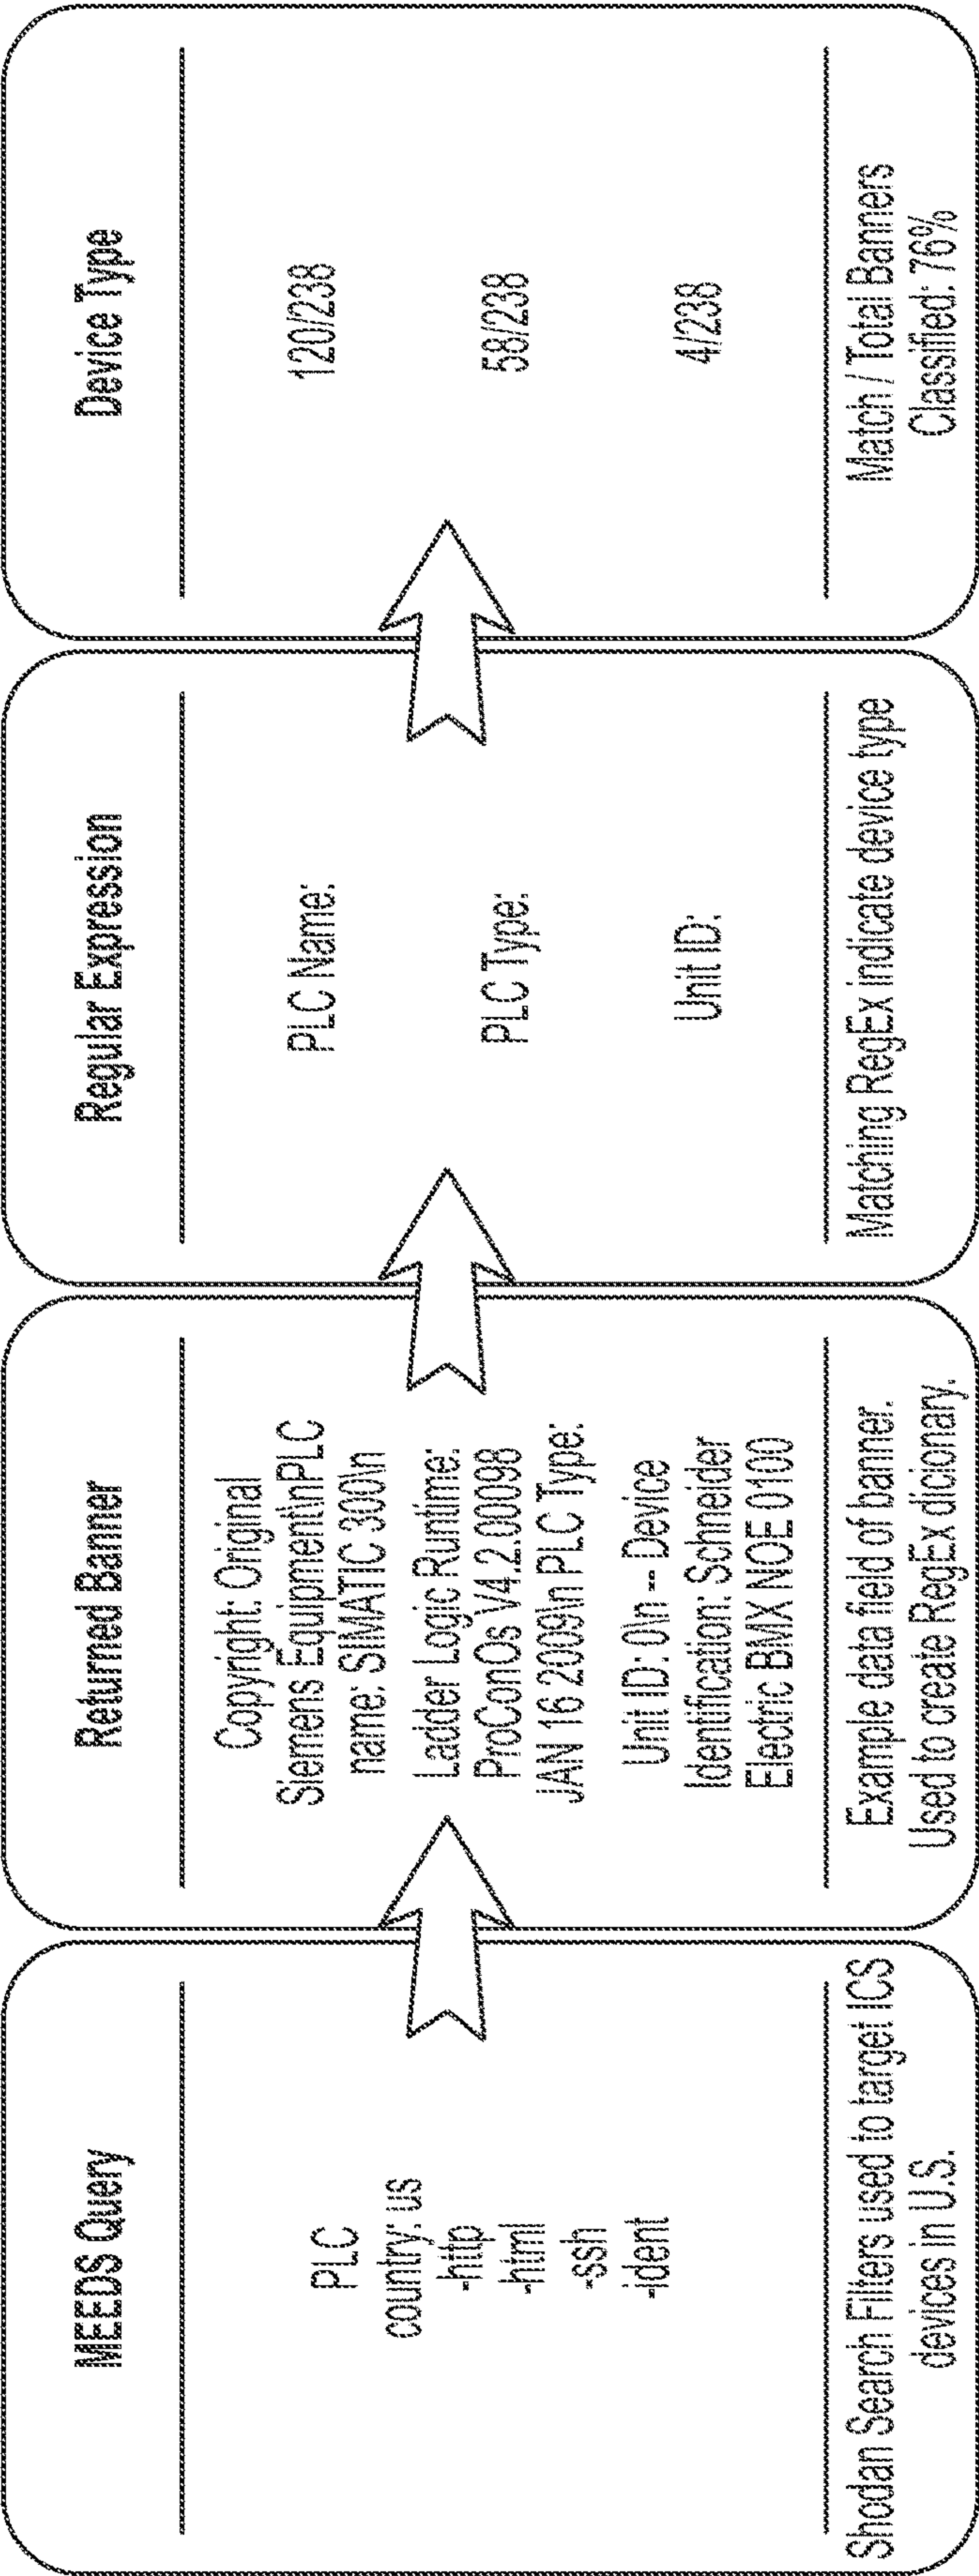 MEEDS Query
PLC
country: us
-http
-html
-ssh
-ident
Shodan Search Filters used to target ICS
devices in U.S.
Returned Banner
Copyright: Original
Siemens Equipment\nPLC
name: SIMATIC 300\n
Ladder Logic Runtime:
ProConOs V4.2.00098
JAN 16 2009\n PLC Type:
Unit ID: 0\n -- Device
Identification: Schneider
Electric BMX NOE 0100
Example data field of banner.
Used to create RegEx dicionary.
Regular Expression
PLC Name:
PLC Type:
Unit ID:
Matching RegEx indicate device type
Device Type
120/238
58/238
4/238
Match / Total Banners
Classified: 76%